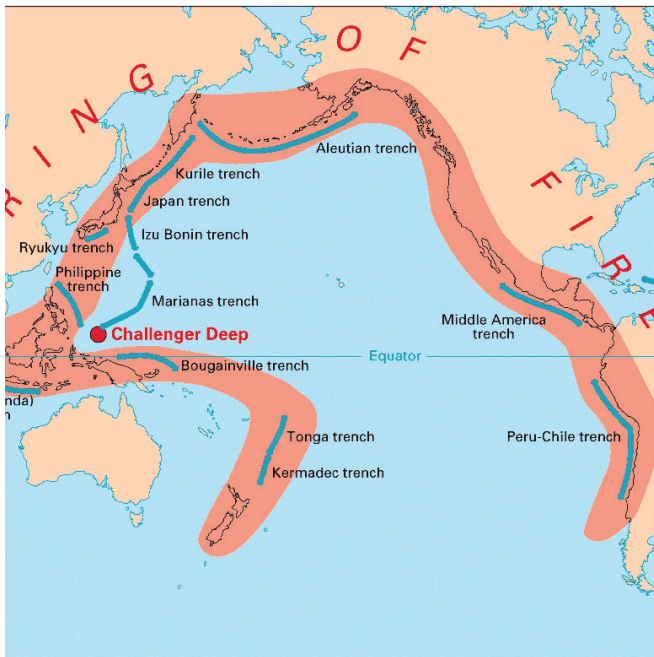 RING OF FIRE
Aleutian trench
Kurile trench
Japan trench
Izu Bonin trench
Ryukyu trench
Philippine
trench
Marianas trench
Challenger Deep
Middle America
trench
Equator
Bougainville trench
nda)
h
Tonga trench
Peru-Chile trench
Kermadec trench